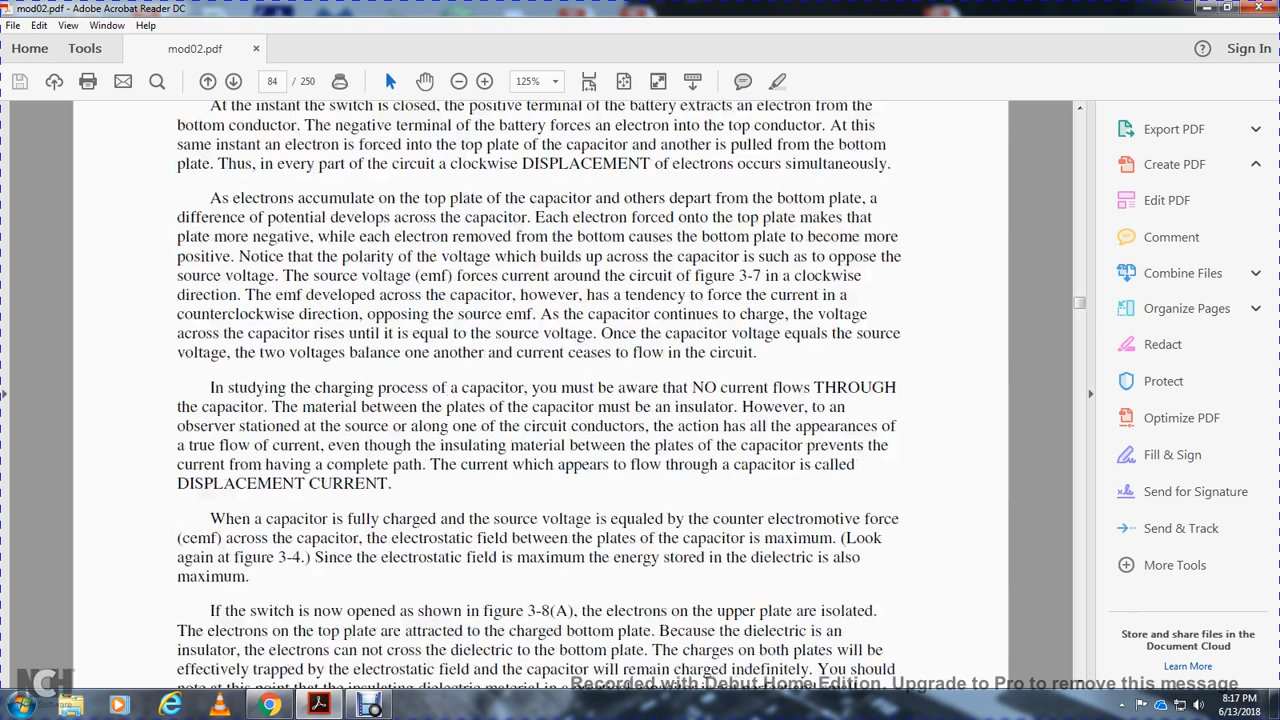 mod02.pdf - Adobe Acrobat Reader DC
File Edit View Window Help
Home Tools mod02.pdf × Sign In
84 / 250 125%
At the instant the switch is closed, the positive terminal of the battery extracts an electron from the
bottom conductor. The negative terminal of the battery forces an electron into the top conductor. At this
same instant an electron is forced into the top plate of the capacitor and another is pulled from the bottom
plate. Thus, in every part of the circuit a clockwise DISPLACEMENT of electrons occurs simultaneously.
As electrons accumulate on the top plate of the capacitor and others depart from the bottom plate, a
difference of potential develops across the capacitor. Each electron forced onto the top plate makes that
plate more negative, while each electron removed from the bottom causes the bottom plate to become more
positive. Notice that the polarity of the voltage which builds up across the capacitor is such as to oppose the
source voltage. The source voltage (emf) forces current around the circuit of figure 3-7 in a clockwise
direction. The emf developed across the capacitor, however, has a tendency to force the current in a
counterclockwise direction, opposing the source emf. As the capacitor continues to charge, the voltage
across the capacitor rises until it is equal to the source voltage. Once the capacitor voltage equals the source
voltage, the two voltages balance one another and current ceases to flow in the circuit.
In studying the charging process of a capacitor, you must be aware that NO current flows THROUGH
the capacitor. The material between the plates of the capacitor must be an insulator. However, to an
observer stationed at the source or along one of the circuit conductors, the action has all the appearances of
a true flow of current, even though the insulating material between the plates of the capacitor prevents the
current from having a complete path. The current which appears to flow through a capacitor is called
DISPLACEMENT CURRENT.
When a capacitor is fully charged and the source voltage is equaled by the counter electromotive force
(cemf) across the capacitor, the electrostatic field between the plates of the capacitor is maximum. (Look
again at figure 3-4.) Since the electrostatic field is maximum the energy stored in the dielectric is also
maximum.
If the switch is now opened as shown in figure 3-8(A), the electrons on the upper plate are isolated.
The electrons on the top plate are attracted to the charged bottom plate. Because the dielectric is an
insulator, the electrons can not cross the dielectric to the bottom plate. The charges on both plates will be
effectively trapped by the electrostatic field and the capacitor will remain charged indefinitely. You should
note at this point that the insulating dielectric material in
Export PDF
Create PDF
Edit PDF
Comment
Combine Files
Organize Pages
Redact
Protect
Optimize PDF
Fill & Sign
Send for Signature
Send & Track
More Tools
Store and share files in the
Document Cloud
Learn More
Recorded with Debut Home Edition. Upgrade to Pro to remove this message
NCH Software
8:17 PM
6/13/2018